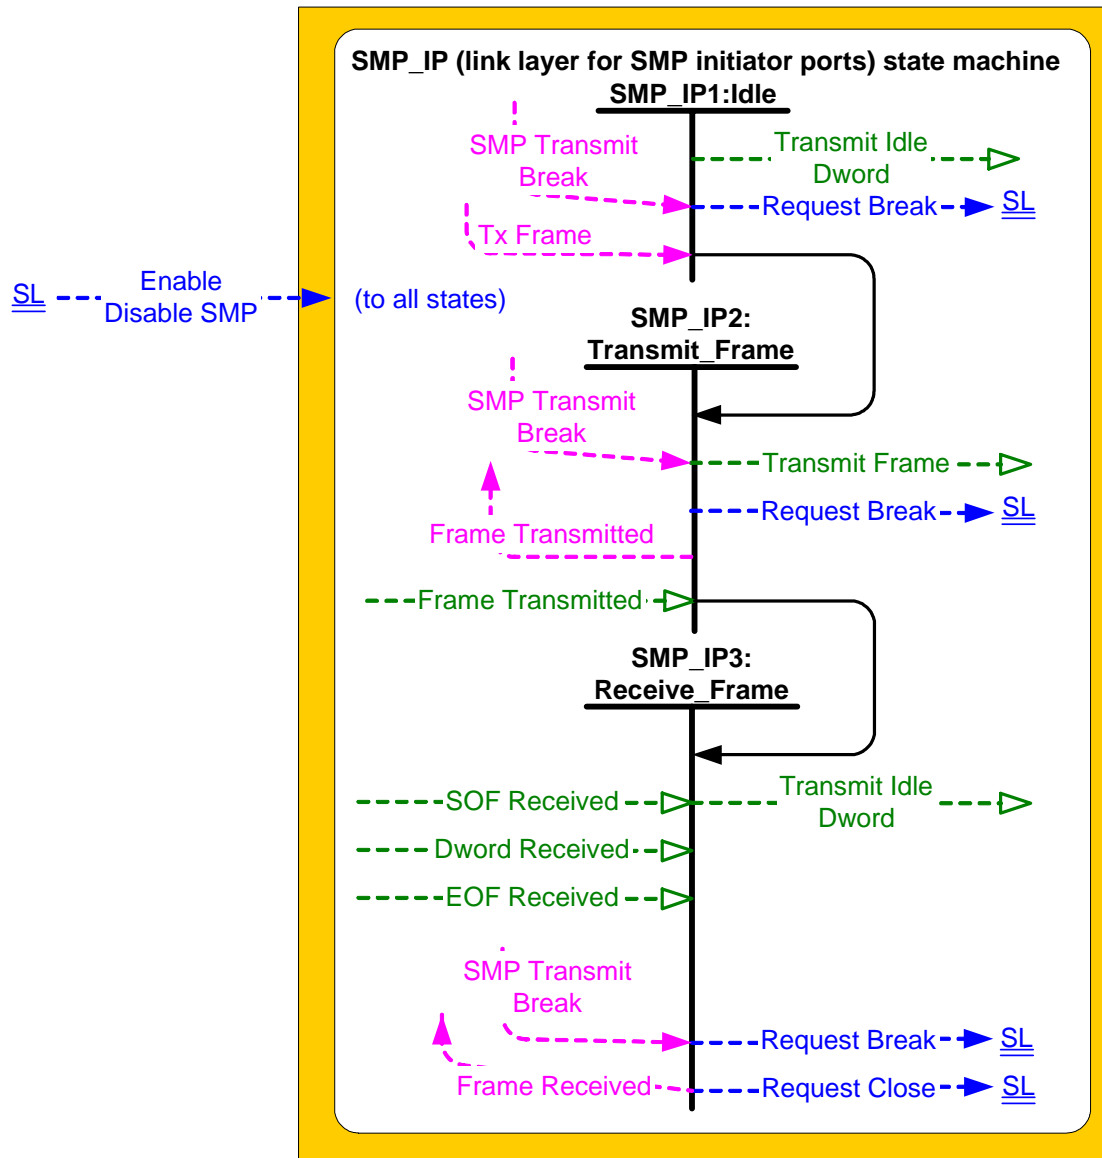 SMP_IP (link layer for SMP initiator ports) state machine
SMP_IP1:Idle
SMP Transmit
Break
Transmit Idle
Dword
Request Break
SL
Tx Frame
SL
Enable
Disable SMP
(to all states)
SMP_IP2:
Transmit_Frame
SMP Transmit
Break
Transmit Frame
Request Break
SL
Frame Transmitted
Frame Transmitted
SMP_IP3:
Receive_Frame
SOF Received
Transmit Idle
Dword
Dword Received
EOF Received
SMP Transmit
Break
Request Break
SL
Frame Received
Request Close
SL